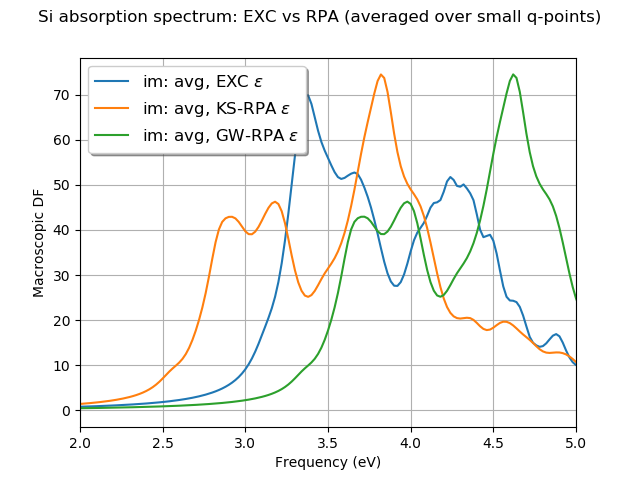 Si absorption spectrum: EXC vs RPA (averaged over small q-points)
im: avg, EXC ε
im: avg, KS-RPA ε
im: avg, GW-RPA ε
Macroscopic DF
70
60
50
40
30
20
10
0
2.0 2.5 3.0 3.5 4.0 4.5 5.0
Frequency (eV)